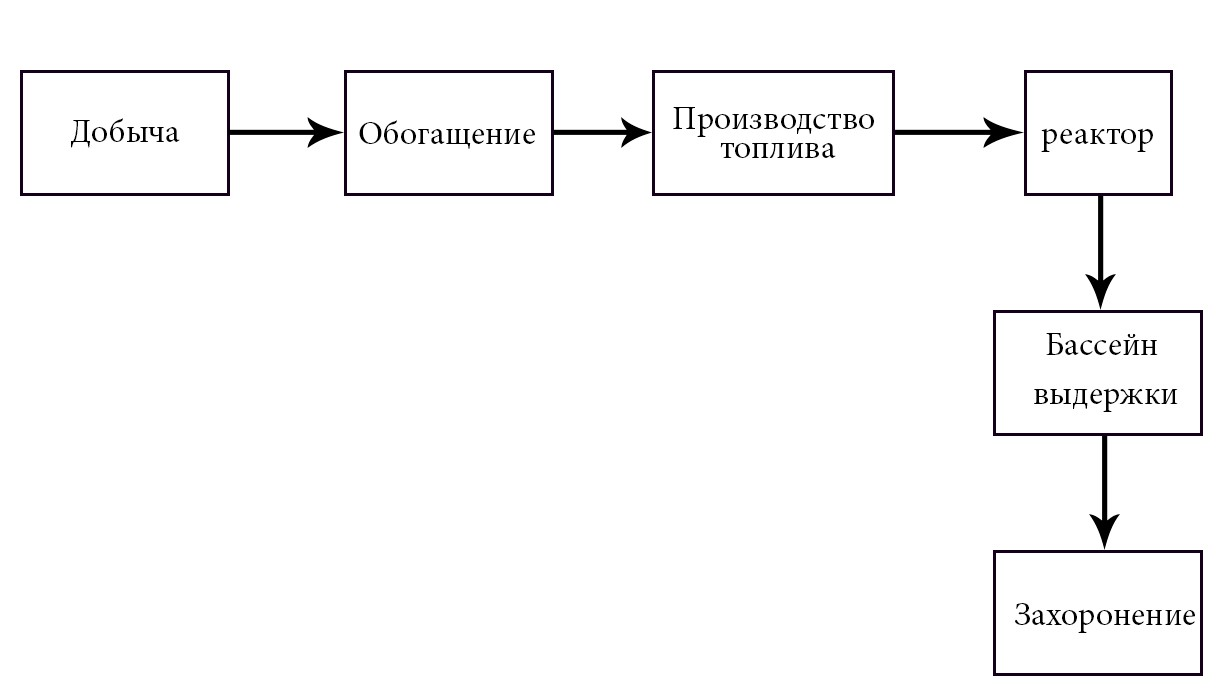 Добыча
Обогащение
Производство
топлива
реактор
Бассейн
выдержки
Захоронение